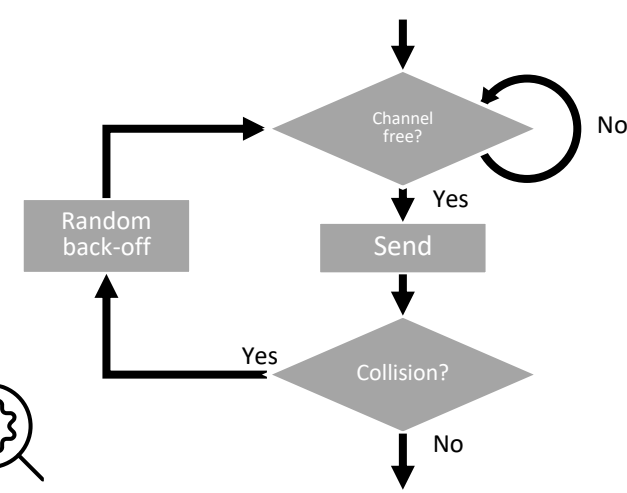 Channel
free?
No
Yes
Random
back-off
Send
Yes
Collision?
No